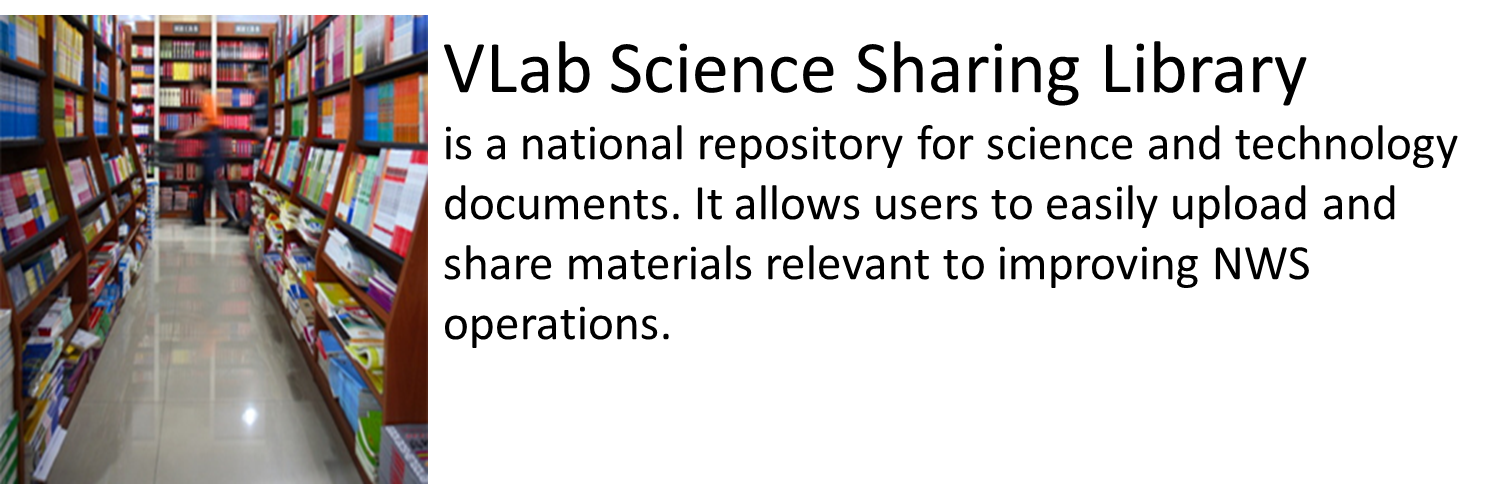 VLab Science Sharing Library
is a national repository for science and technology
documents. It allows users to easily upload and
share materials relevant to improving NWS
operations.